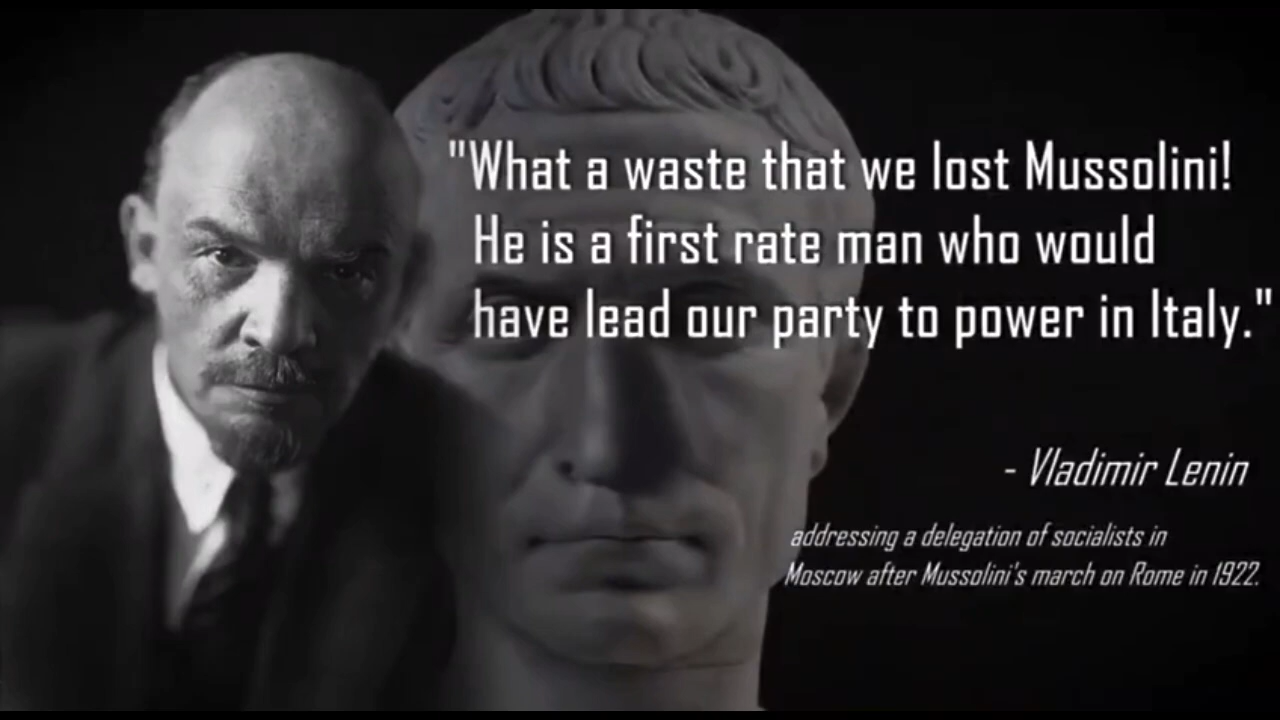 "What a waste that we lost Mussolini!
He is a first rate man who would
have lead our party to power in Italy."
- Vladimir Lenin
addressing a delegation of socialists in
Moscow after Mussolini's march on Rome in 1922.